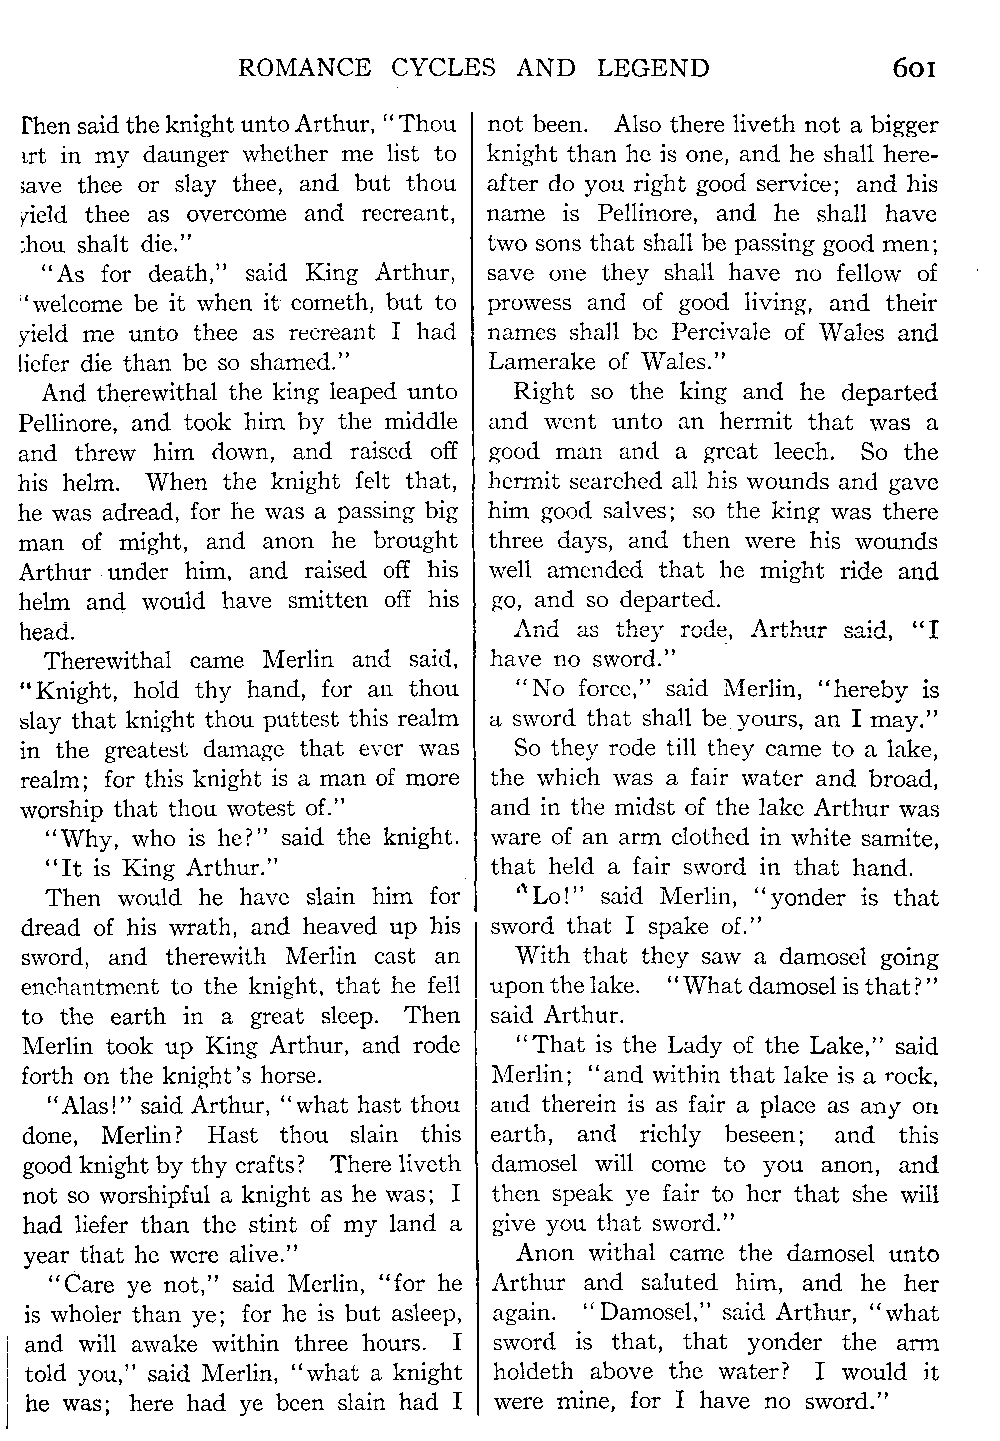 ROMANCE CYCLES AND LEGEND 601
Then said the knight unto Arthur, "Thou
art in my daunger whether me list to
save thee or slay thee, and but thou
yield thee as overcome and recreant,
thou shalt die."
"As for death," said King Arthur,
"welcome be it when it cometh, but to
yield me unto thee as recreant I had
liefer die than be so shamed."
And therewithal the king leaped unto
Pellinore, and took him by the middle
and threw him down, and raised off
his helm. When the knight felt that,
he was adread, for he was a passing big
man of might, and anon he brought
Arthur under him, and raised off his
helm and would have smitten off his
head.
Therewithal came Merlin and said,
"Knight, hold thy hand, for an thou
slay that knight thou puttest this realm
in the greatest damage that ever was
realm; for this knight is a man of more
worship that thou wotest of."
"Why, who is he?" said the knight.
"It is King Arthur."
Then would he have slain him for
dread of his wrath, and heaved up his
sword, and therewith Merlin cast an
enchantment to the knight, that he fell
to the earth in a great sleep. Then
Merlin took up King Arthur, and rode
forth on the knight's horse.
"Alas!" said Arthur, "what hast thou
done, Merlin? Hast thou slain this
good knight by thy crafts? There liveth
not so worshipful a knight as he was; I
had liefer than the stint of my land a
year that he were alive."
"Care ye not," said Merlin, "for he
is wholer than ye; for he is but asleep,
and will awake within three hours. I
told you," said Merlin, "what a knight
he was; here had ye been slain had I
not been. Also there liveth not a bigger
knight than he is one, and he shall here-
after do you right good service; and his
name is Pellinore, and he shall have
two sons that shall be passing good men;
save one they shall have no fellow of
prowess and of good living, and their
names shall be Percivale of Wales and
Lamerake of Wales."
Right so the king and he departed
and went unto an hermit that was a
good man and a great leech. So the
hermit searched all his wounds and gave
him good salves; so the king was there
three days, and then were his wounds
well amended that he might ride and
go, and so departed.
And as they rode, Arthur said, "I
have no sword."
"No force," said Merlin, "hereby is
a sword that shall be yours, an I may."
So they rode till they came to a lake,
the which was a fair water and broad,
and in the midst of the lake Arthur was
ware of an arm clothed in white samite,
that held a fair sword in that hand.
"Lo!" said Merlin, "yonder is that
sword that I spake of."
With that they saw a damosel going
upon the lake. "What damosel is that?"
said Arthur.
"That is the Lady of the Lake," said
Merlin; "and within that lake is a rock,
and therein is as fair a place as any on
earth, and richly beseen; and this
damosel will come to you anon, and
then speak ye fair to her that she will
give you that sword."
Anon withal came the damosel unto
Arthur and saluted him, and he her
again. "Damosel," said Arthur, "what
sword is that, that yonder the arm
holdeth above the water? I would it
were mine, for I have no sword."